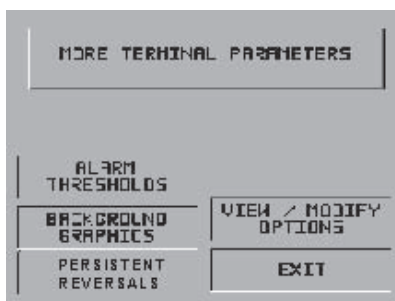 MORE TERMINAL PARAMETERS
ALARM
THRESHOLDS
BACKGROUND
GRAPHICS
VIEW / MODIFY
OPTIONS
PERSISTENT
REVERSALS
EXIT